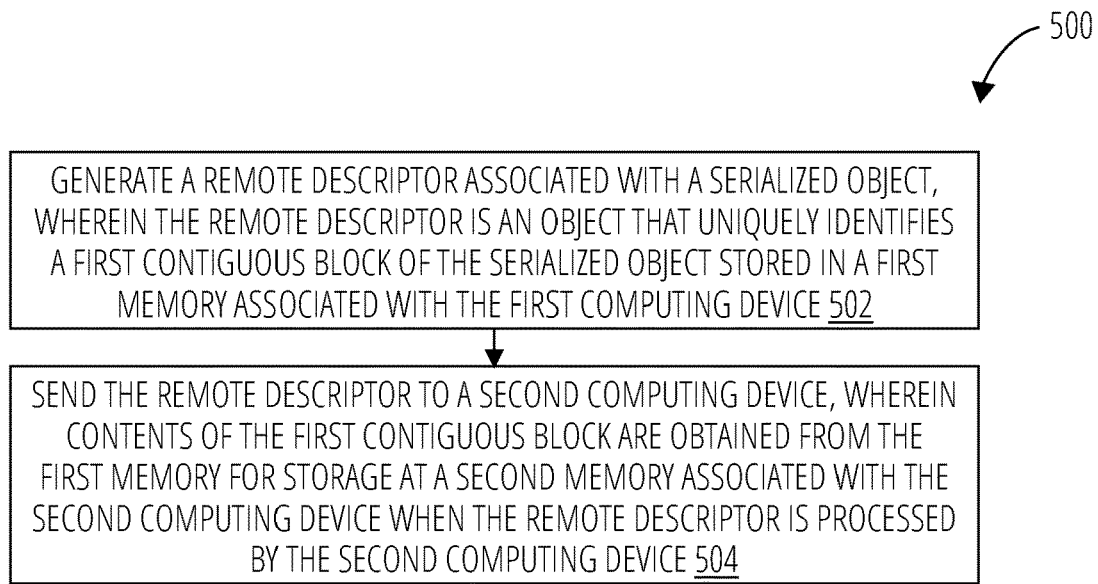 500
GENERATE A REMOTE DESCRIPTOR ASSOCIATED WITH A SERIALIZED OBJECT,
WHEREIN THE REMOTE DESCRIPTOR IS AN OBJECT THAT UNIQUELY IDENTIFIES
A FIRST CONTIGUOUS BLOCK OF THE SERIALIZED OBJECT STORED IN A FIRST
MEMORY ASSOCIATED WITH THE FIRST COMPUTING DEVICE 502
SEND THE REMOTE DESCRIPTOR TO A SECOND COMPUTING DEVICE, WHEREIN
CONTENTS OF THE FIRST CONTIGUOUS BLOCK ARE OBTAINED FROM THE
FIRST MEMORY FOR STORAGE AT A SECOND MEMORY ASSOCIATED WITH THE
SECOND COMPUTING DEVICE WHEN THE REMOTE DESCRIPTOR IS PROCESSED
BY THE SECOND COMPUTING DEVICE 504